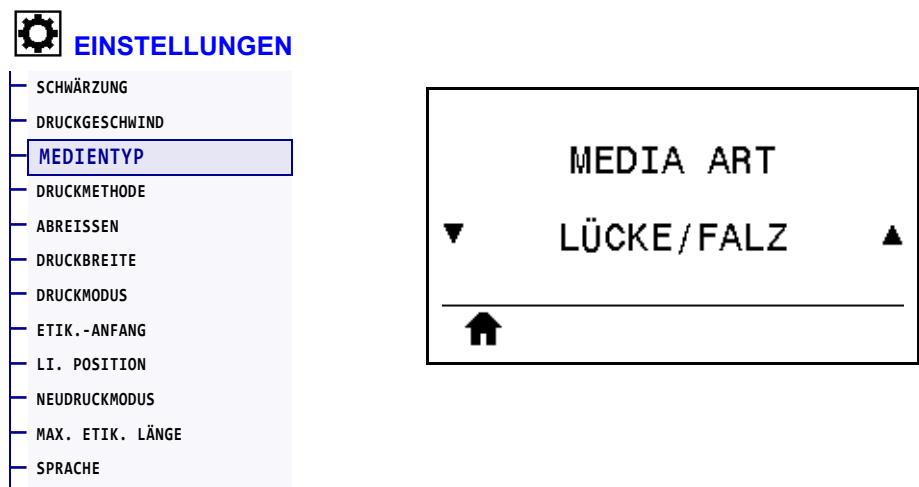 EINSTELLUNGEN
SCHWÄRZUNG
DRUCKGESCHWIND
MEDIENTYP
DRUCKMETHODE
ABREISSEN
DRUCKBREITE
DRUCKMODUS
ETIK.-ANFANG
LI. POSITION
NEUDRUCKMODUS
MAX. ETIK. LÄNGE
SPRACHE
MEDIA ART
LÜCKE/FALZ